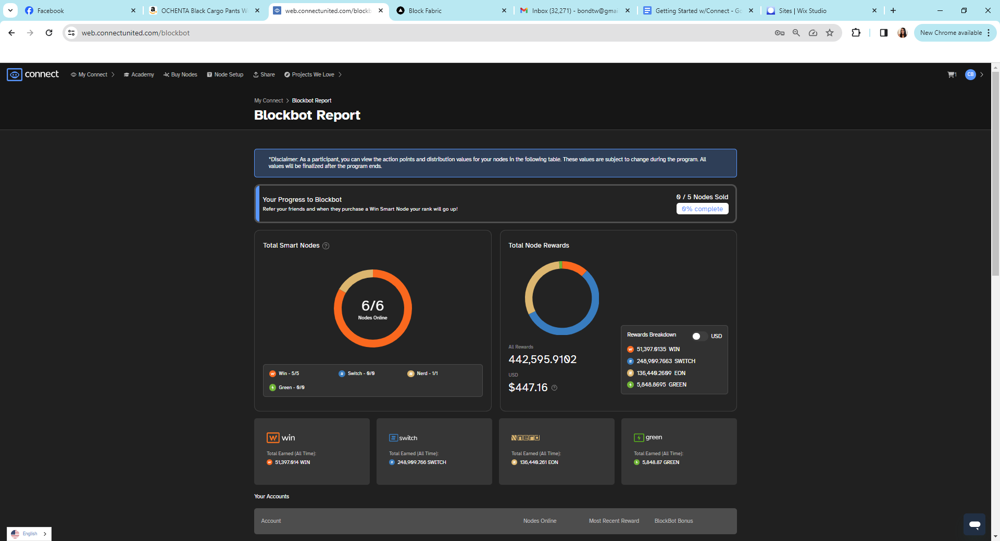 Facebook
OCHENTA Black Cargo Pants Wo
web.connectunited.com/blockb
Block Fabric
Inbox (32,271) - bondtw@gmai
Getting Started w/Connect - Go
Sites | Wix Studio
web.connectunited.com/blockbot
New Chrome available
connect
My Connect
Academy
Buy Nodes
Node Setup
Share
Projects We Love
1
CB
My Connect > Blockbot Report
Blockbot Report
*Disclaimer: As a participant, you can view the action points and distribution values for your nodes in the following table. These values are subject to change during the program. All
values will be finalized after the program ends.
Your Progress to Blockbot
Refer your friends and when they purchase a Win Smart Node your rank will go up!
0 / 5 Nodes Sold
0% complete
Total Smart Nodes
6/6
Nodes Online
Win - 5/5
Switch - 0/0
Nerd - 1/1
Green - 0/0
Total Node Rewards
All Rewards
442,595.9102
USD
$447.16
Rewards Breakdown
USD
51,397.0135 WIN
248,909.7663 SWITCH
136,440.2609 EON
5,848.8695 GREEN
win
Total Earned (All Time):
51,397.014 WIN
switch
Total Earned (All Time):
248,909.766 SWITCH
nerd
Total Earned (All Time):
136,440.261 EON
green
Total Earned (All Time):
5,848.87 GREEN
Your Accounts
Account
Nodes Online
Most Recent Reward
BlockBot Bonus
English